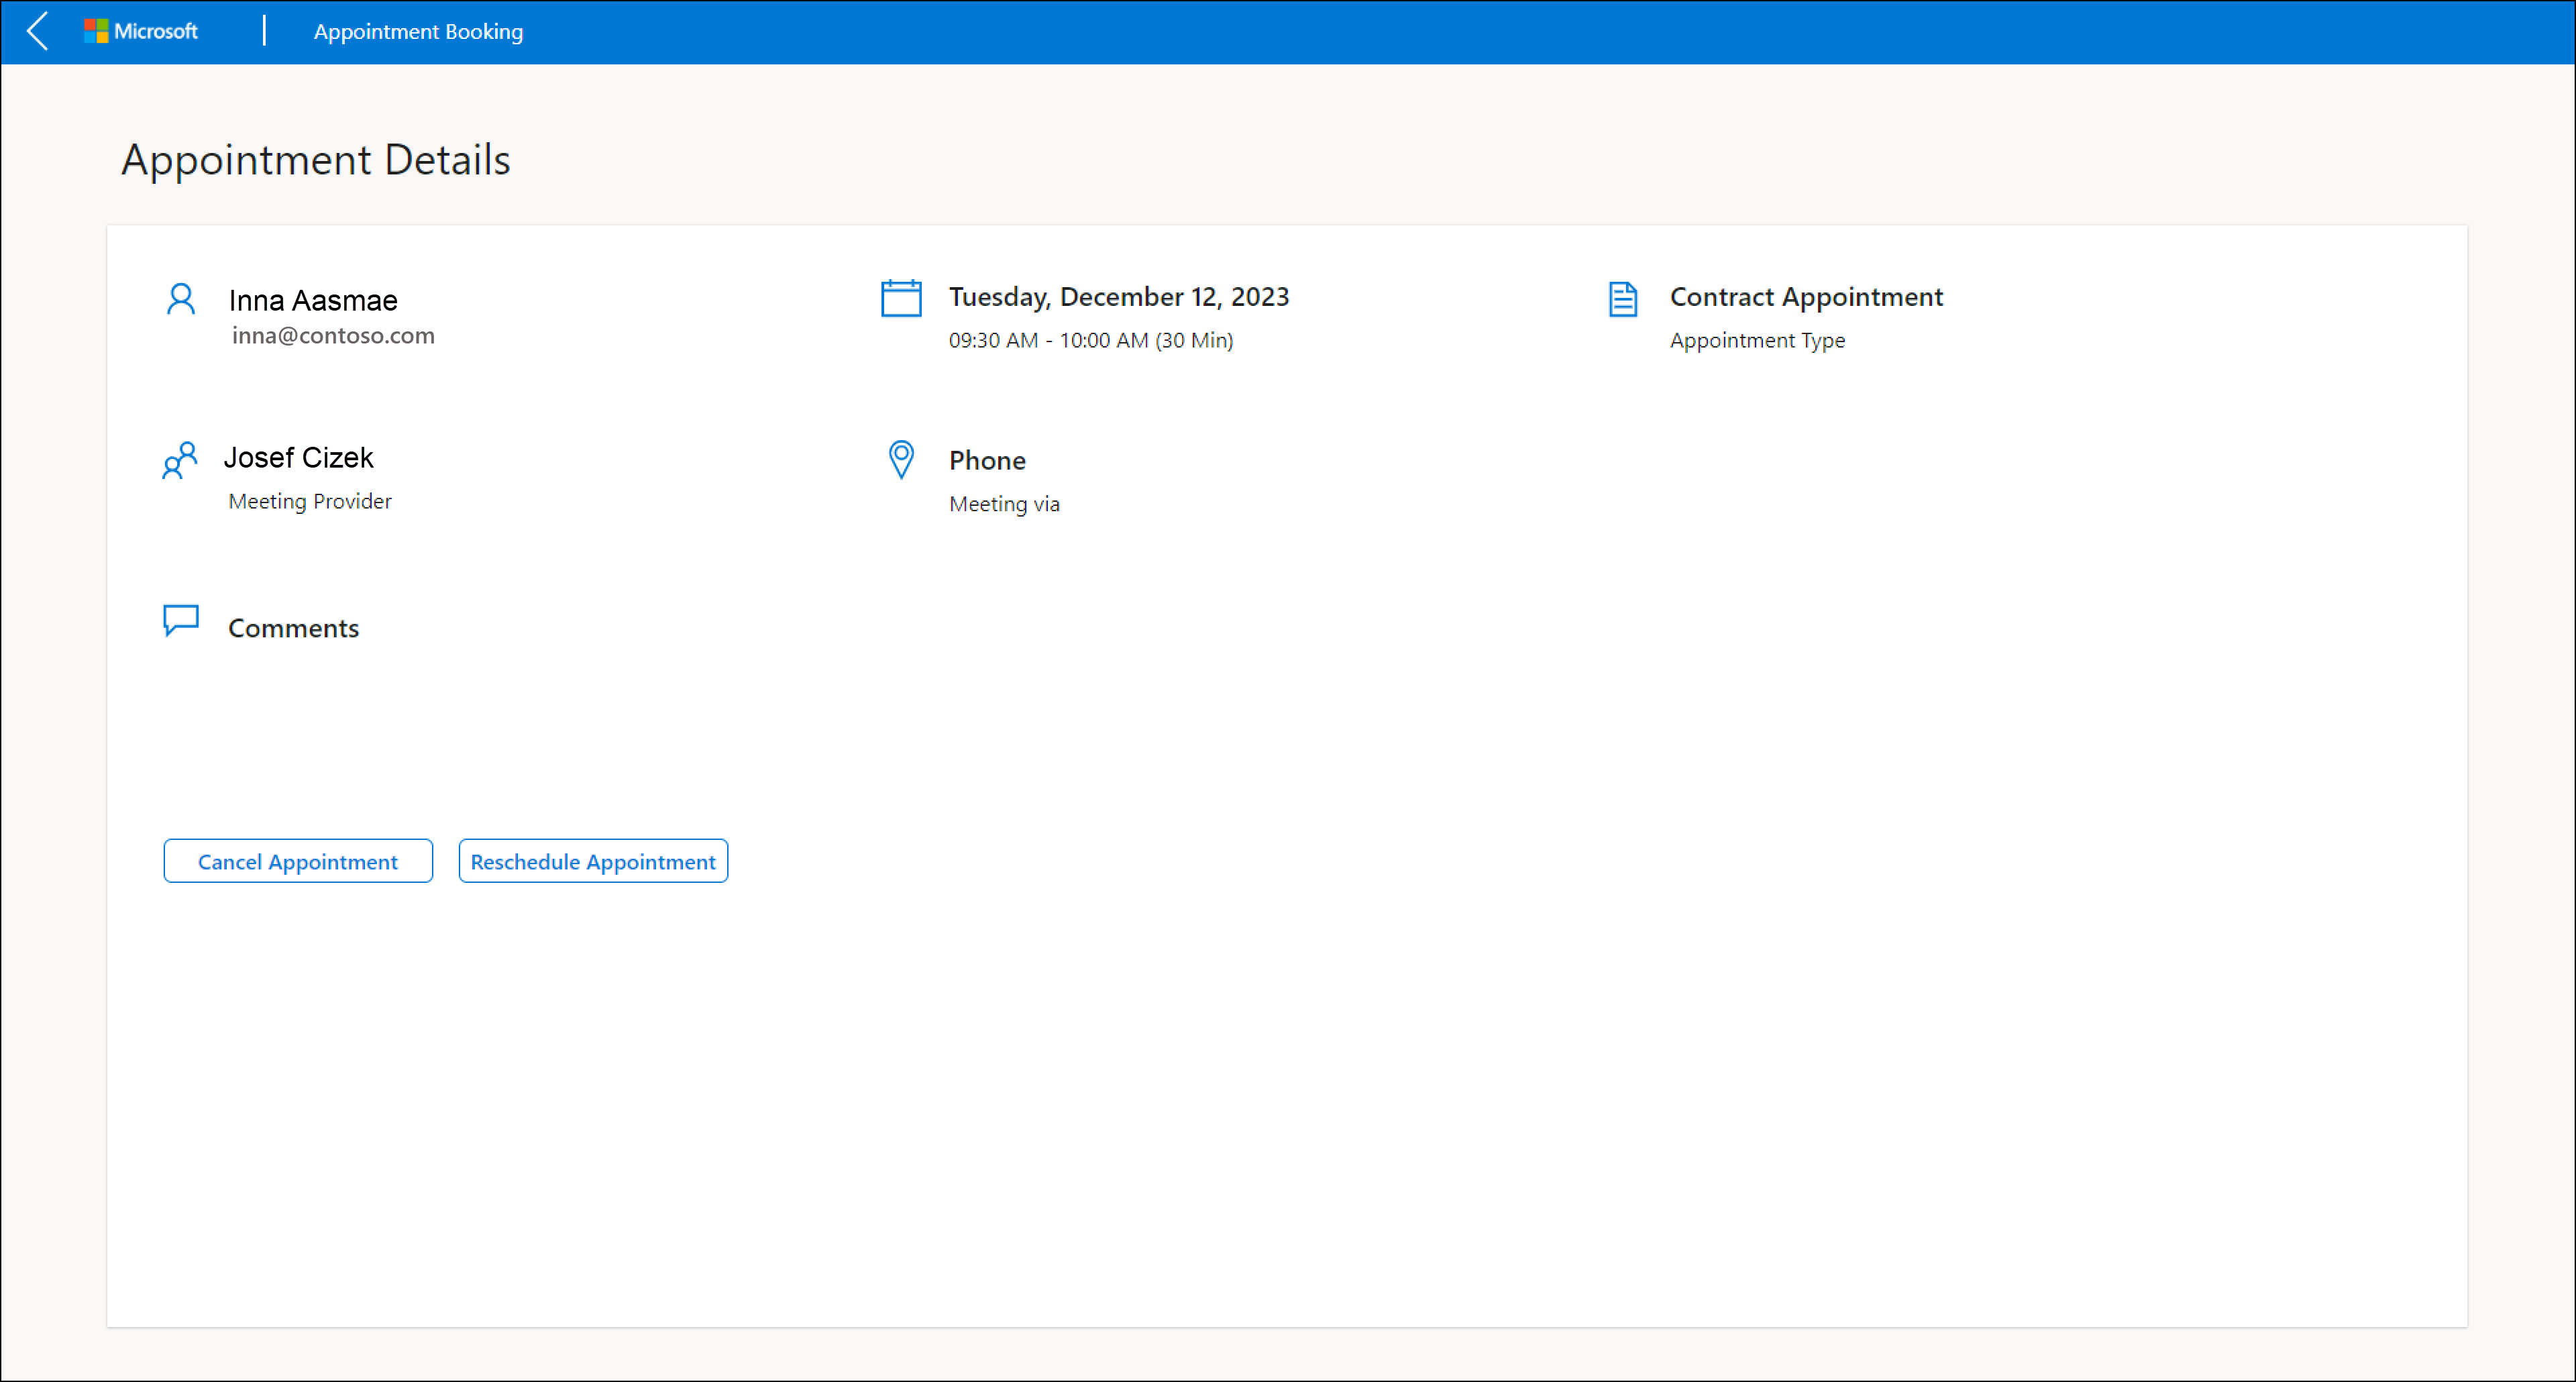 Microsoft | Appointment Booking
Appointment Details
Inna Aasmae
inna@contoso.com
Tuesday, December 12, 2023
09:30 AM - 10:00 AM (30 Min)
Contract Appointment
Appointment Type
Josef Cizek
Meeting Provider
Phone
Meeting via
Comments
Cancel Appointment
Reschedule Appointment